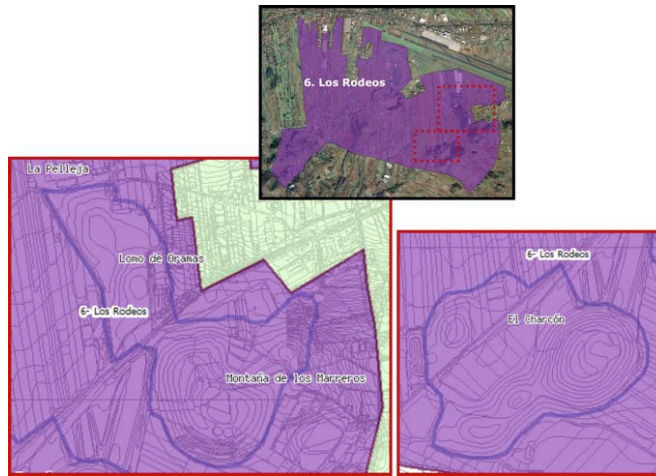 6. Los Rodeos
La Pelleja
Lomo de Oramas
6- Los Rodeos
Montaña de los Marreros
6- Los Rodeos
El Charcón